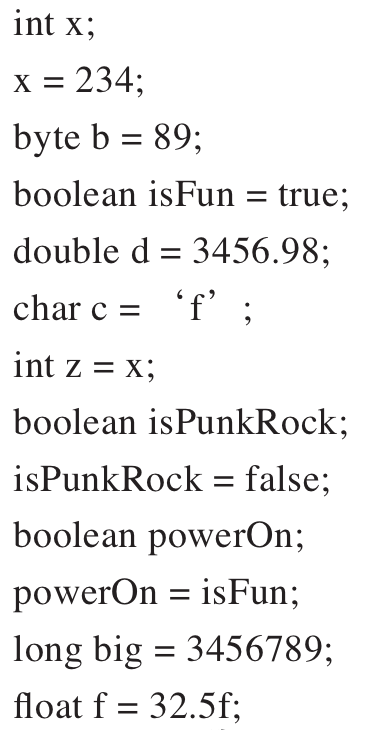 int x;
x = 234;
byte b = 89;
boolean isFun = true;
double d = 3456.98;
char c = ‘f’ ;
int z = x;
boolean isPunkRock;
isPunkRock = false;
boolean powerOn;
powerOn = isFun;
long big = 3456789;
float f = 32.5f;